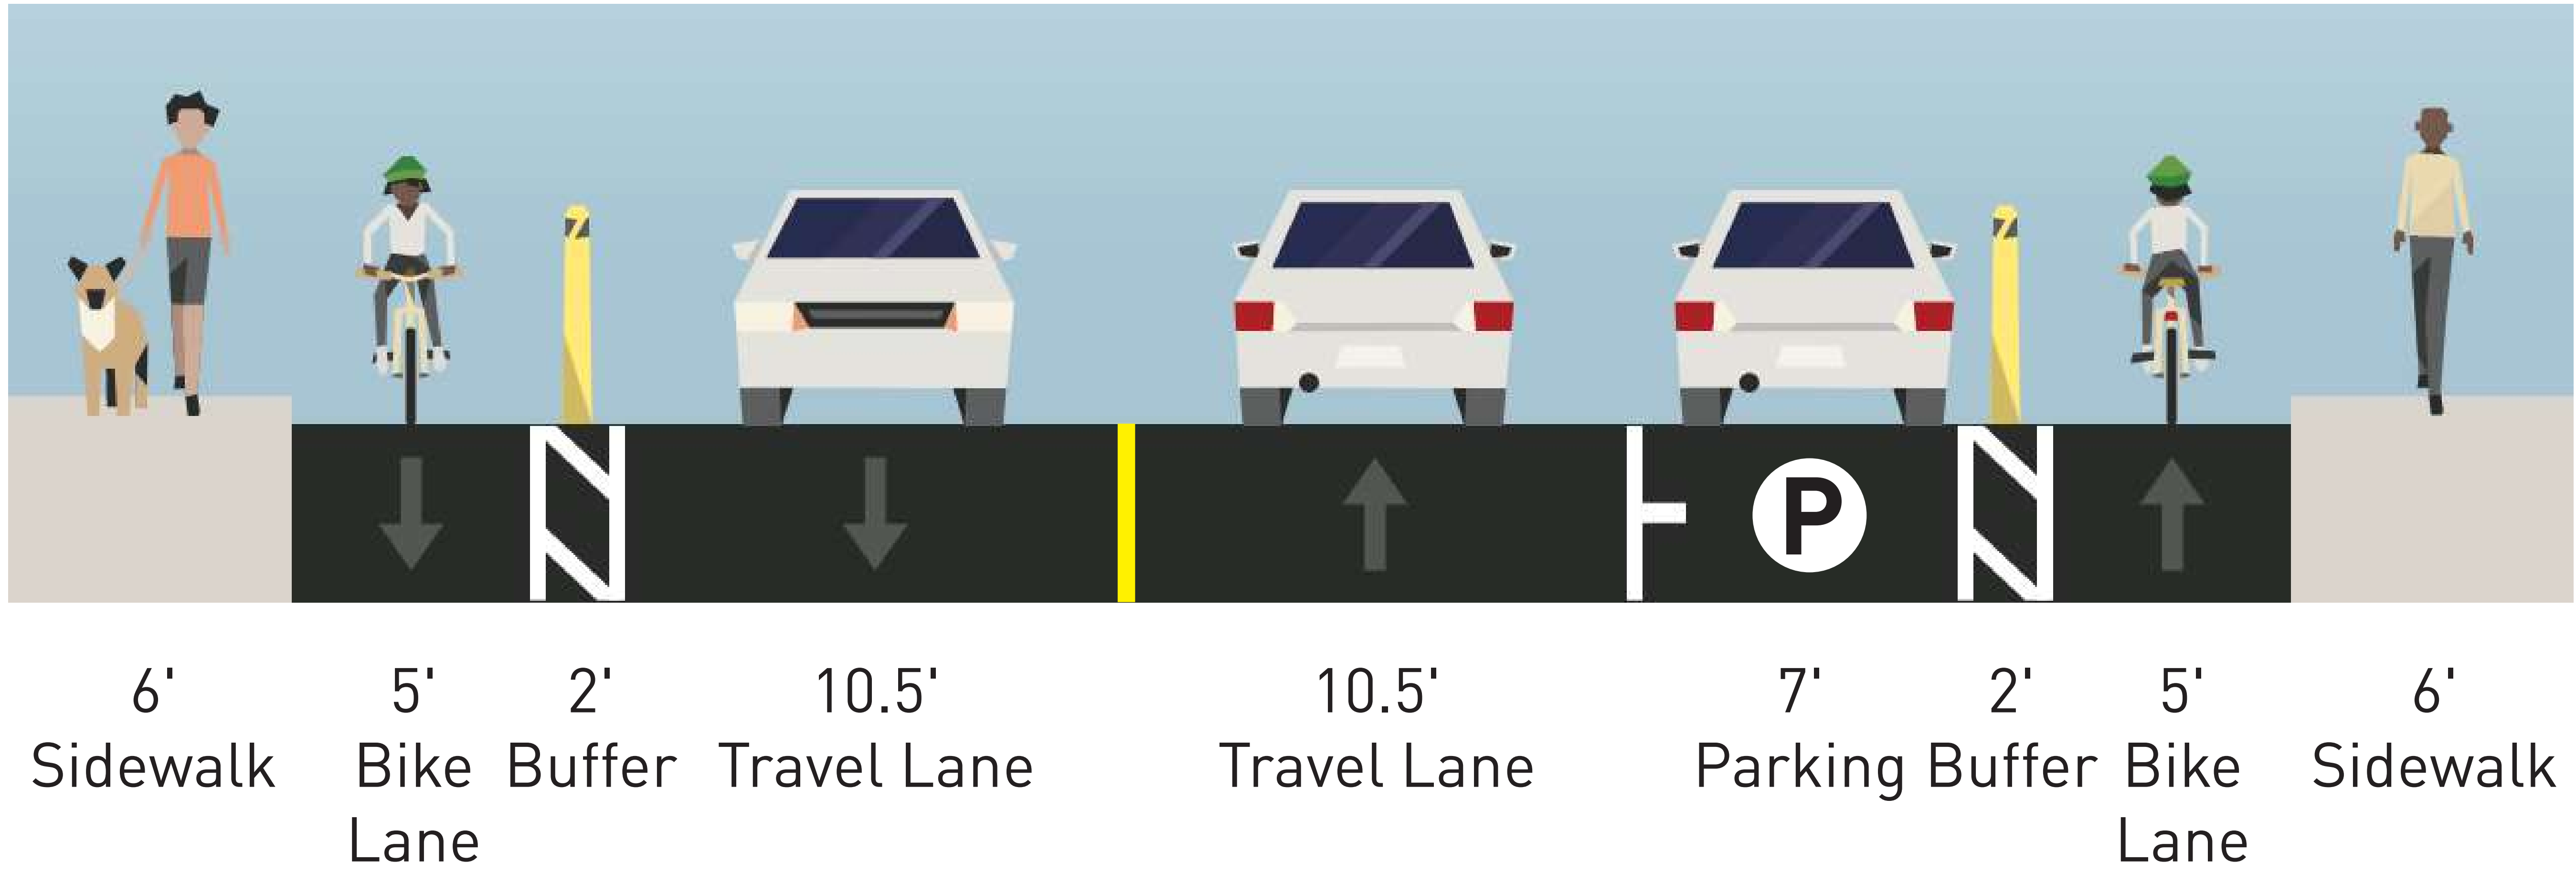 P
6' 5' 2' 10.5' 10.5' 7' 2' 5' 6'
Sidewalk Bike Buffer Travel Lane Travel Lane Parking Buffer Bike Sidewalk
Lane Lane